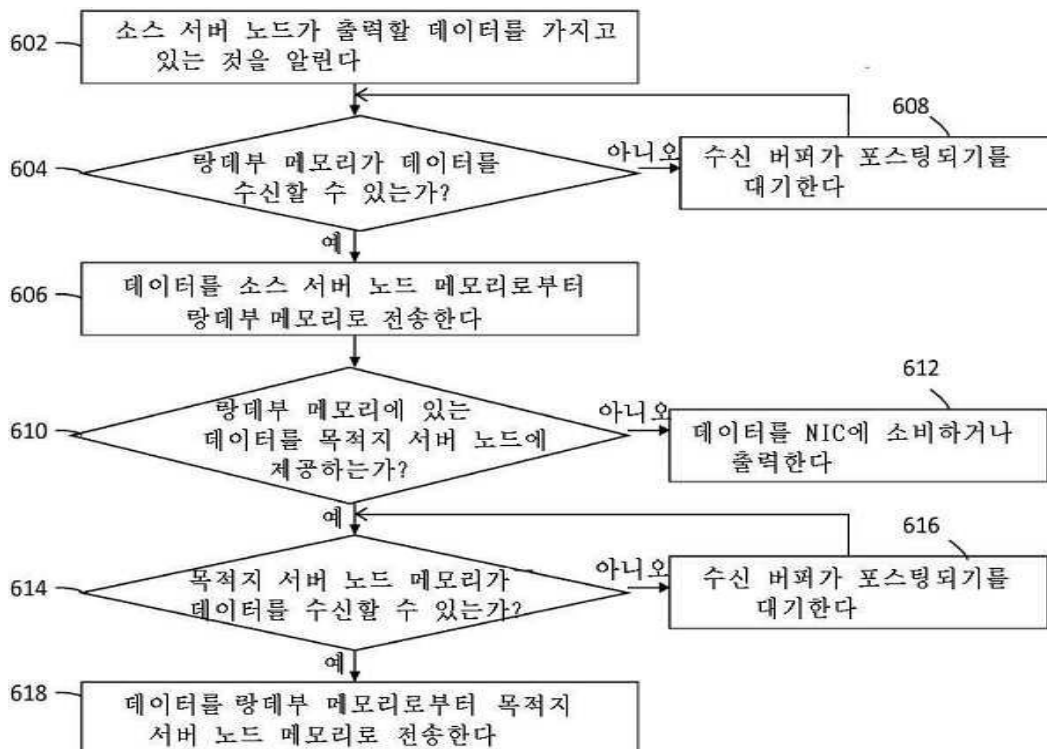 602
소스 서버 노드가 출력할 데이터를 가지고
있는 것을 알린다
608
604
랑데부 메모리가 데이터를
수신할 수 있는가?
아니오
수신 버퍼가 포스팅되기를
대기한다
예
606
데이터를 소스 서버 노드 메모리로부터
랑데부 메모리로 전송한다
612
610
랑데부 메모리에 있는
데이터를 목적지 서버 노드에
제공하는가?
아니오
데이터를 NIC에 소비하거나
출력한다
예
616
614
목적지 서버 노드 메모리가
데이터를 수신할 수 있는가?
아니오
수신 버퍼가 포스팅되기를
대기한다
예
618
데이터를 랑데부 메모리로부터 목적지
서버 노드 메모리로 전송한다